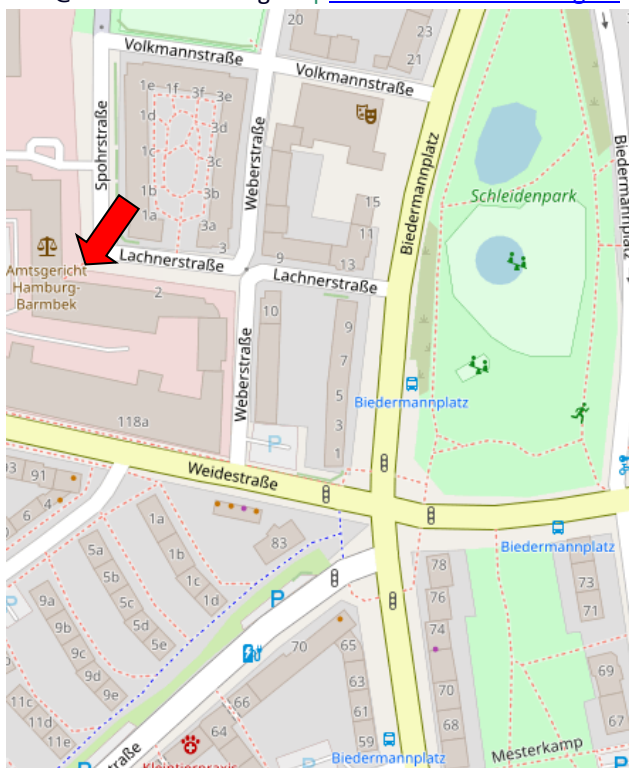 20
23
21
Volkmannstraße
Volkmannstraße
1e 1f 3f 3e
1d 3d
1c 3c
1b 3b
1a 3a
3
Spohrstraße
Weberstraße
Biedermannplatz
Biedermannplatz
Schleidenpark
15
11
13
9
Lachnerstraße
Lachnerstraße
Amtsgericht
Hamburg-
Barmbek
2
10
9
7
5
3
1
Weberstraße
Biedermannplatz
118a
P
Weidestraße
93 91
6 4
1a
1b
1c
1d
83
5a
5b
5c
5d
5e
9a
9b
9c
9d
9e
11c
11d
11e
P
P
Biedermannplatz
78
76
74
70
68
73
71
69
67
70
65
63
61
59
66
64
Kleintierpraxis
straße
P
P
Biedermannplatz
Mesterkamp
P